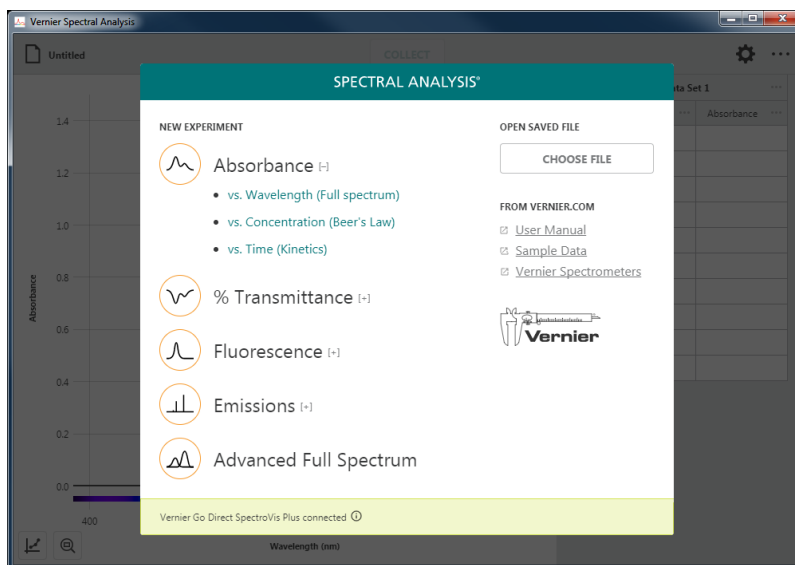 Vernier Spectral Analysis
Untitled
COLLECT
SPECTRAL ANALYSIS®
NEW EXPERIMENT
Absorbance [-]
• vs. Wavelength (Full spectrum)
• vs. Concentration (Beer's Law)
• vs. Time (Kinetics)
% Transmittance [+]
Fluorescence [+]
Emissions [+]
Advanced Full Spectrum
OPEN SAVED FILE
CHOOSE FILE
FROM VERNIER.COM
User Manual
Sample Data
Vernier Spectrometers
Vernier
Vernier Go Direct SpectroVis Plus connected
Set 1
Absorbance
1.4
1.2
1.0
0.8
0.6
0.4
0.2
0.0
Absorbance
400
Wavelength (nm)